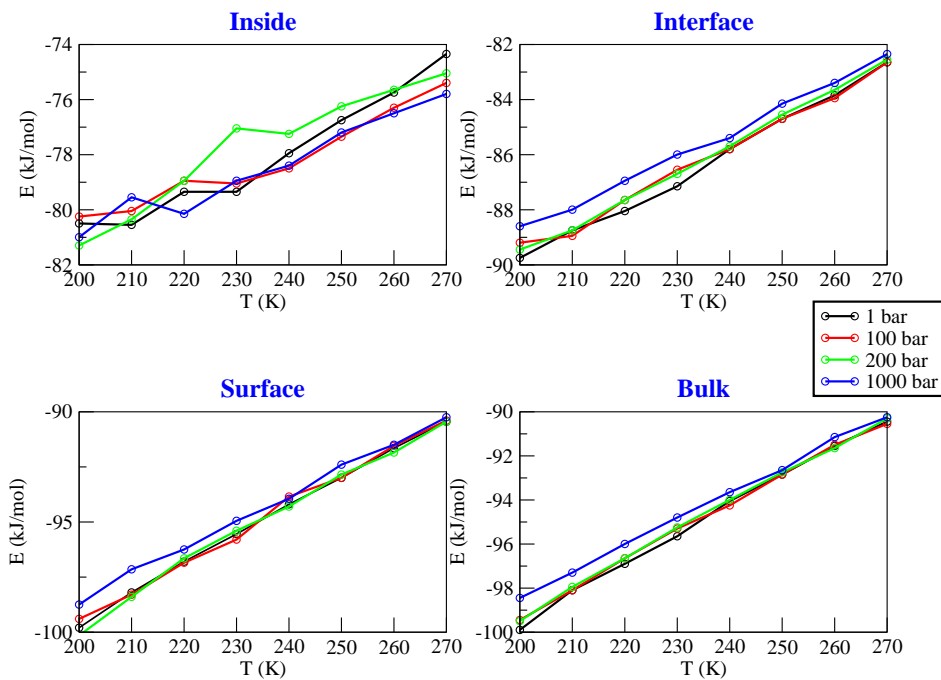 Inside
E (kJ/mol)
-74
-76
-78
-80
-82
200 210 220 230 240 250 260 270
T (K)
Interface
E (kJ/mol)
-82
-84
-86
-88
-90
200 210 220 230 240 250 260 270
T (K)
1 bar
100 bar
200 bar
1000 bar
Surface
E (kJ/mol)
-90
-95
-100
200 210 220 230 240 250 260 270
T (K)
Bulk
E (kJ/mol)
-90
-92
-94
-96
-98
-100
200 210 220 230 240 250 260 270
T (K)